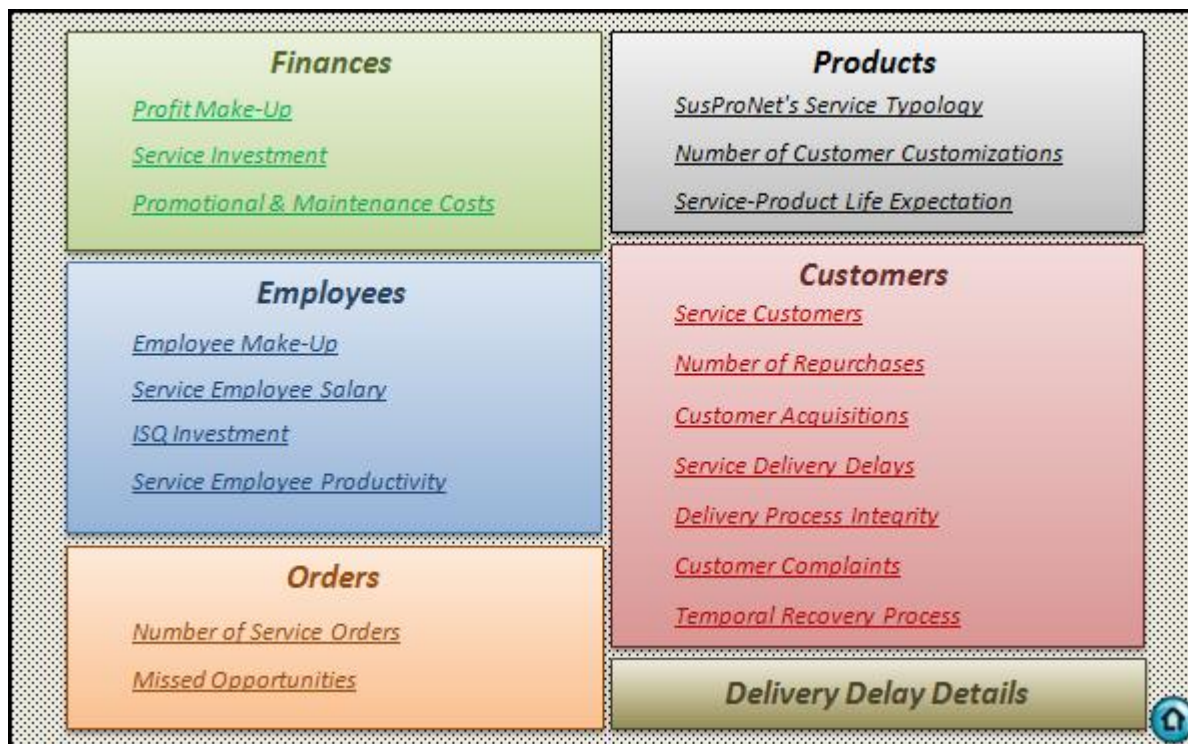 Finances
Profit Make-Up
Service Investment
Promotional & Maintenance Costs
Employees
Employee Make-Up
Service Employee Salary
ISQ Investment
Service Employee Productivity
Orders
Number of Service Orders
Missed Opportunities
Products
SusProNet's Service Typology
Number of Customer Customizations
Service-Product Life Expectation
Customers
Service Customers
Number of Repurchases
Customer Acquisitions
Service Delivery Delays
Delivery Process Integrity
Customer Complaints
Temporal Recovery Process
Delivery Delay Details